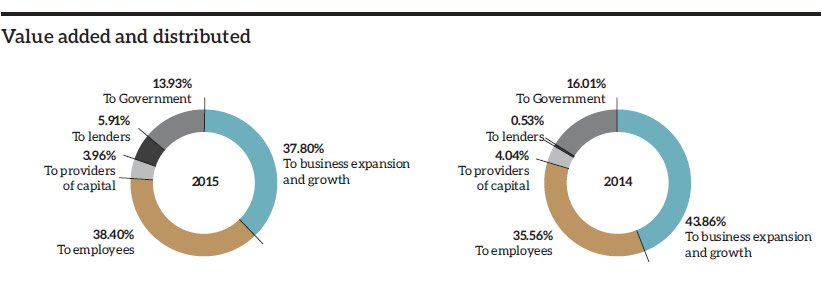 Value added and distributed
13.93%
To Government
5.91%
To lenders
3.96%
To providers
of capital
38.40%
To employees
2015
37.80%
To business expansion
and growth
16.01%
To Government
0.53%
To lenders
4.04%
To providers
of capital
35.56%
To employees
2014
43.86%
To business expansion
and growth